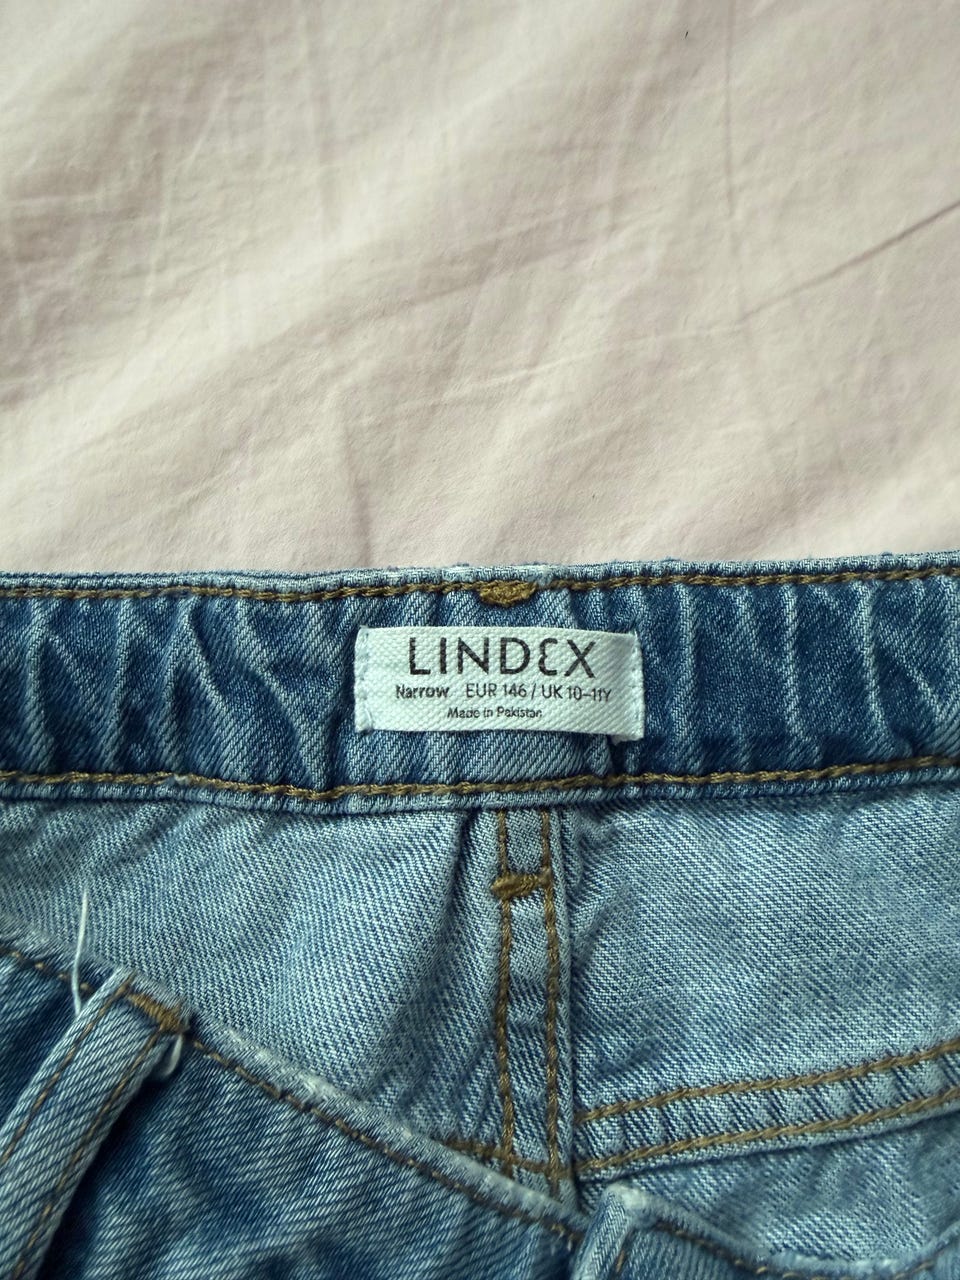 LINDEX
Narrow EUR 146 / UK 10-11Y
Made in Pakistan